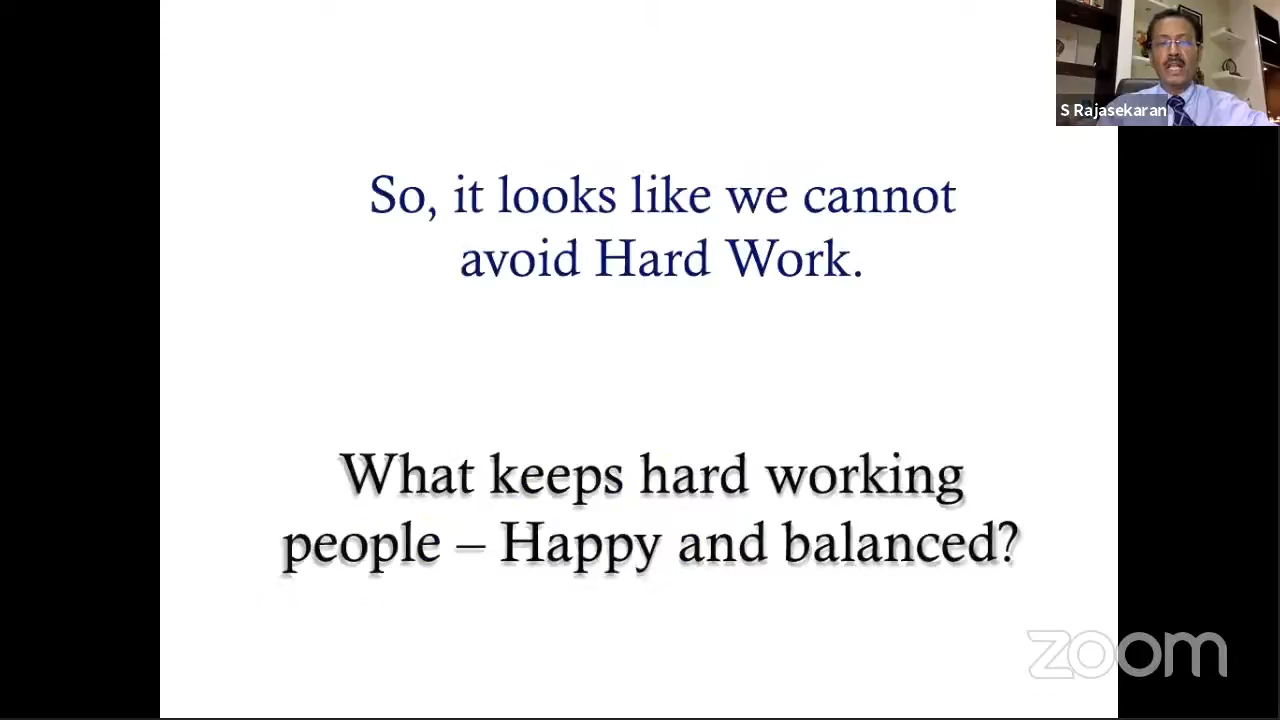 S Rajasekaran
So, it looks like we cannot
avoid Hard Work.
What keeps hard working
people – Happy and balanced?
zoom